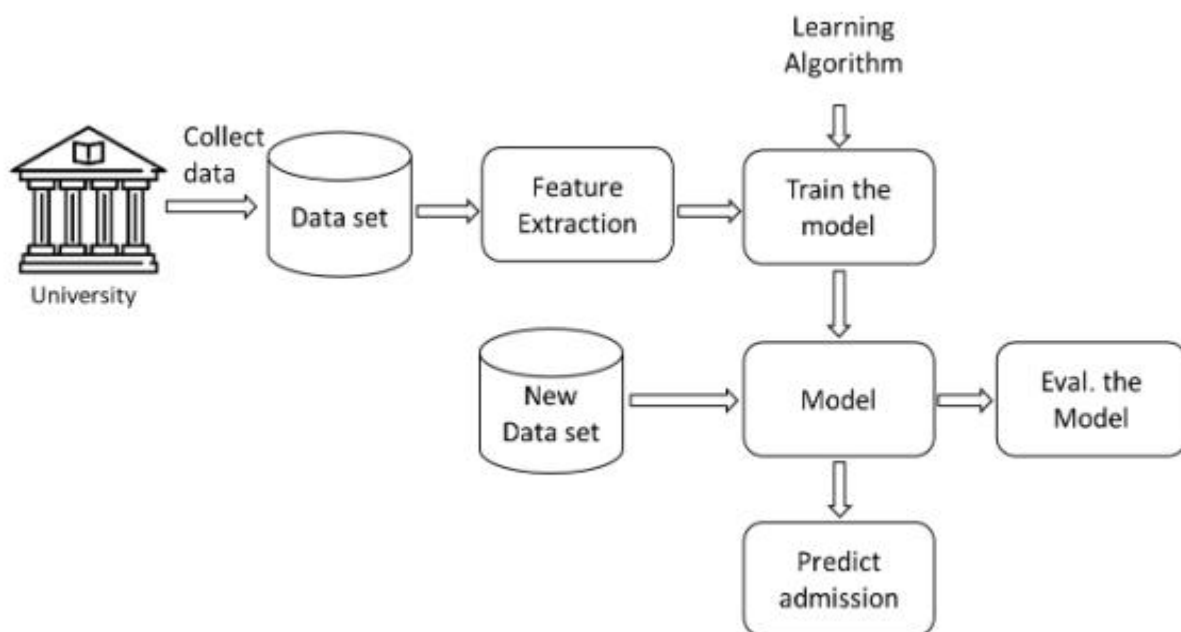 Learning
Algorithm
Collect
data
Data set
Feature
Extraction
Train the
model
University
New
Data set
Model
Eval. the
Model
Predict
admission